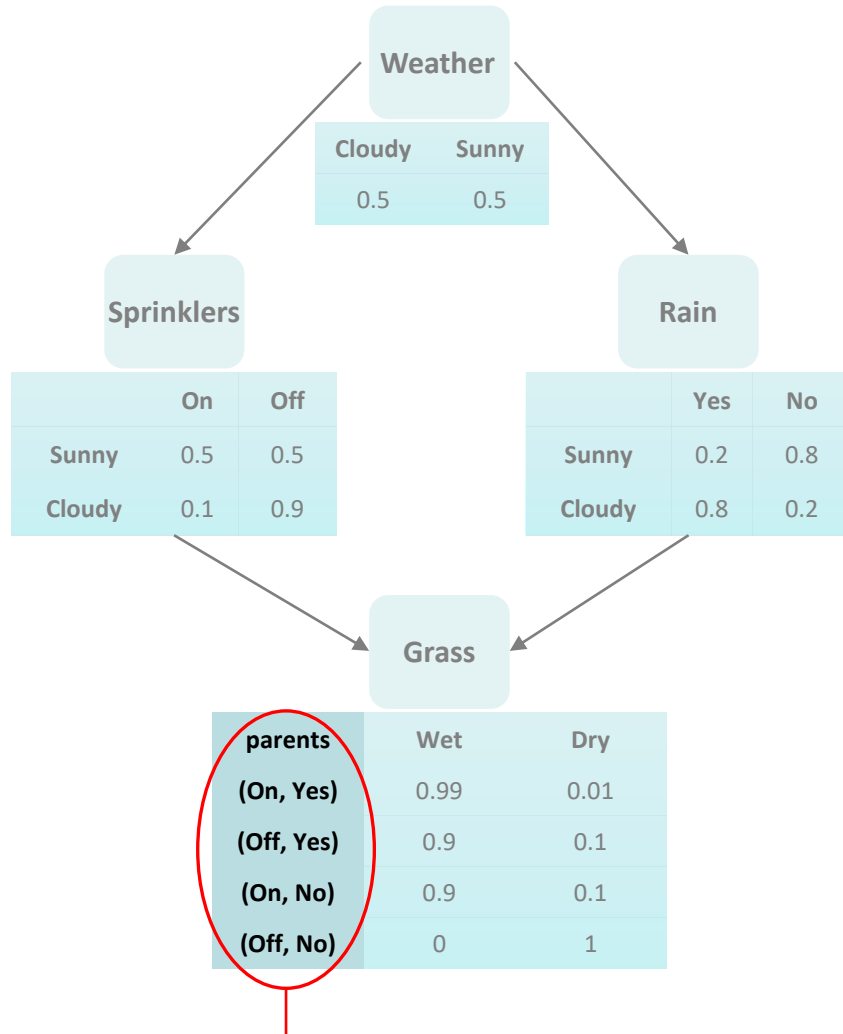 Weather
Cloudy Sunny
0.5 0.5
Sprinklers
Rain
On Off
Sunny 0.5 0.5
Cloudy 0.1 0.9
Yes No
Sunny 0.2 0.8
Cloudy 0.8 0.2
Grass
parents Wet Dry
(On, Yes) 0.99 0.01
(Off, Yes) 0.9 0.1
(On, No) 0.9 0.1
(Off, No) 0 1